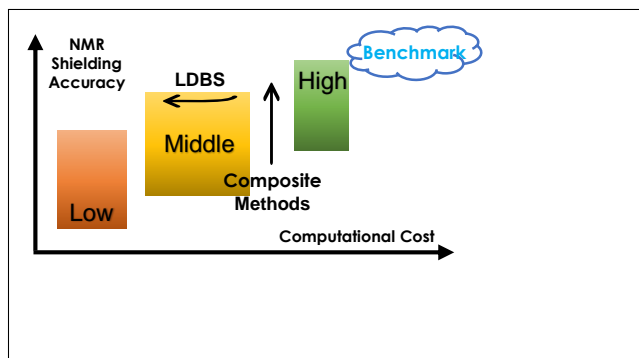 NMR
Shielding
Accuracy
LDBS
High
Benchmark
Middle
Composite
Methods
Low
Computational Cost